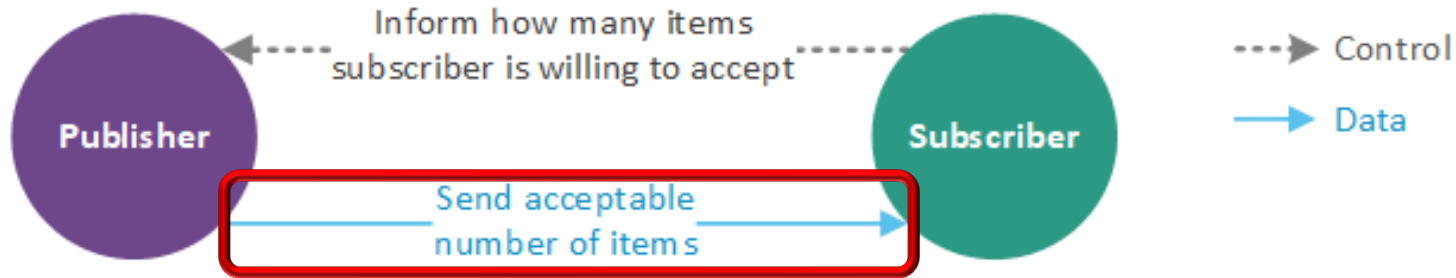 Inform how many items
subscriber is willing to accept
Control
Publisher
Subscriber
Data
Send acceptable
number of items